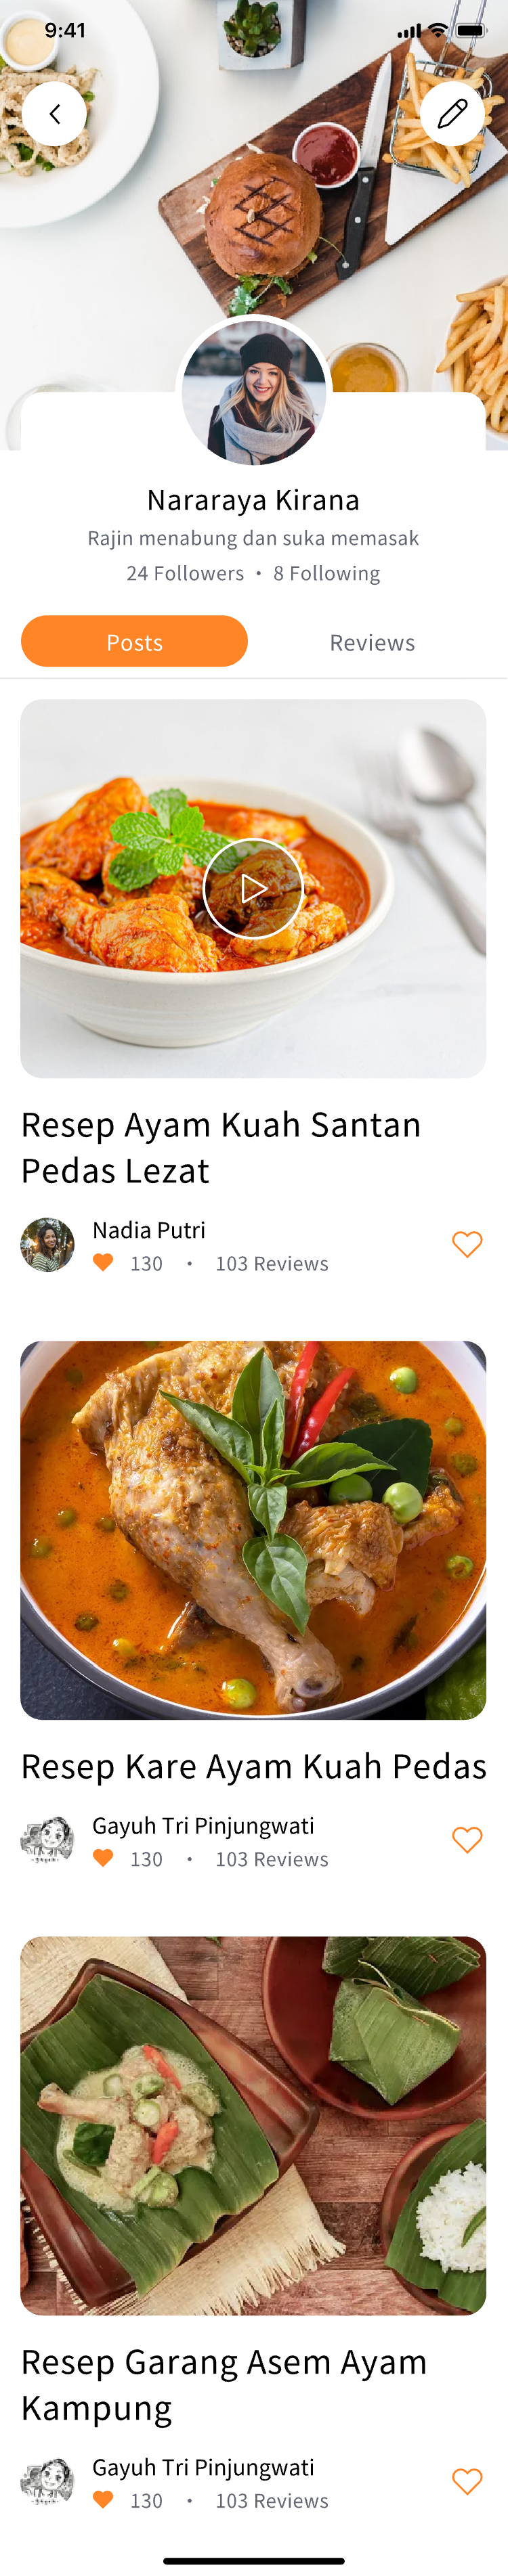 9:41
Nararaya Kirana
Rajin menabung dan suka memasak
24 Followers • 8 Following
Posts
Reviews
Resep Ayam Kuah Santan
Pedas Lezat
Nadia Putri
130 • 103 Reviews
Resep Kare Ayam Kuah Pedas
Gayuh Tri Pinjungwati
130 • 103 Reviews
Resep Garang Asem Ayam
Kampung
Gayuh Tri Pinjungwati
130 • 103 Reviews